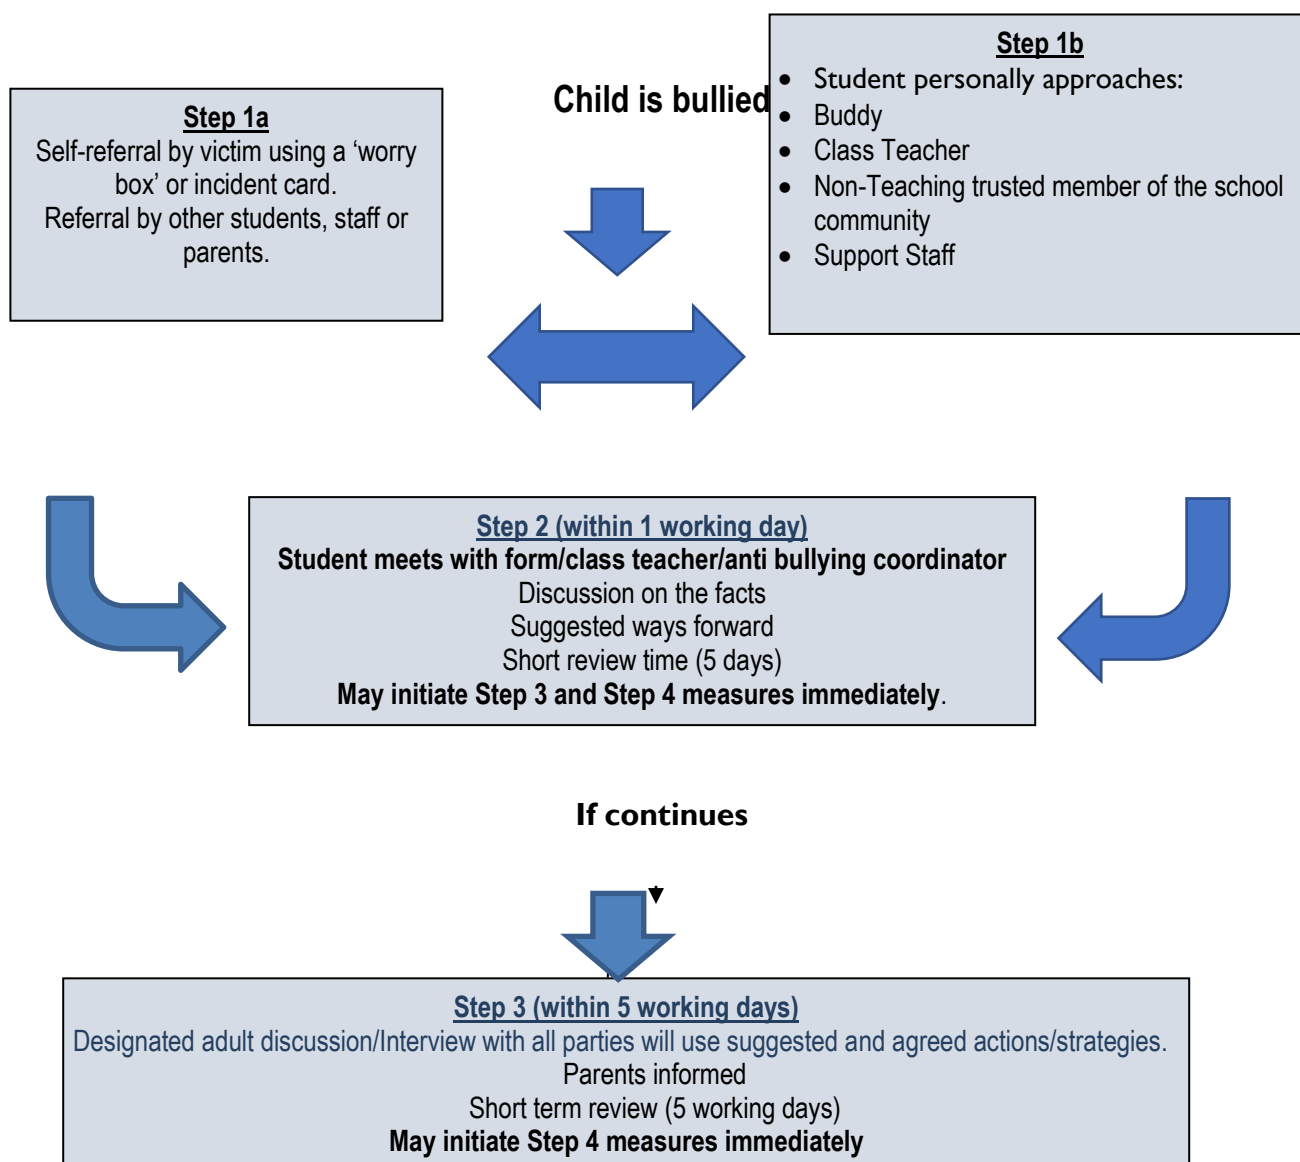 Child is bullied
Step 1a
Self-referral by victim using a ‘worry
box’ or incident card.
Referral by other students, staff or
parents.
Step 1b
• Student personally approaches:
• Buddy
• Class Teacher
• Non-Teaching trusted member of the school
community
• Support Staff
Step 2 (within 1 working day)
Student meets with form/class teacher/anti bullying coordinator
Discussion on the facts
Suggested ways forward
Short review time (5 days)
May initiate Step 3 and Step 4 measures immediately.
If continues
Step 3 (within 5 working days)
Designated adult discussion/Interview with all parties will use suggested and agreed actions/strategies.
Parents informed
Short term review (5 working days)
May initiate Step 4 measures immediately